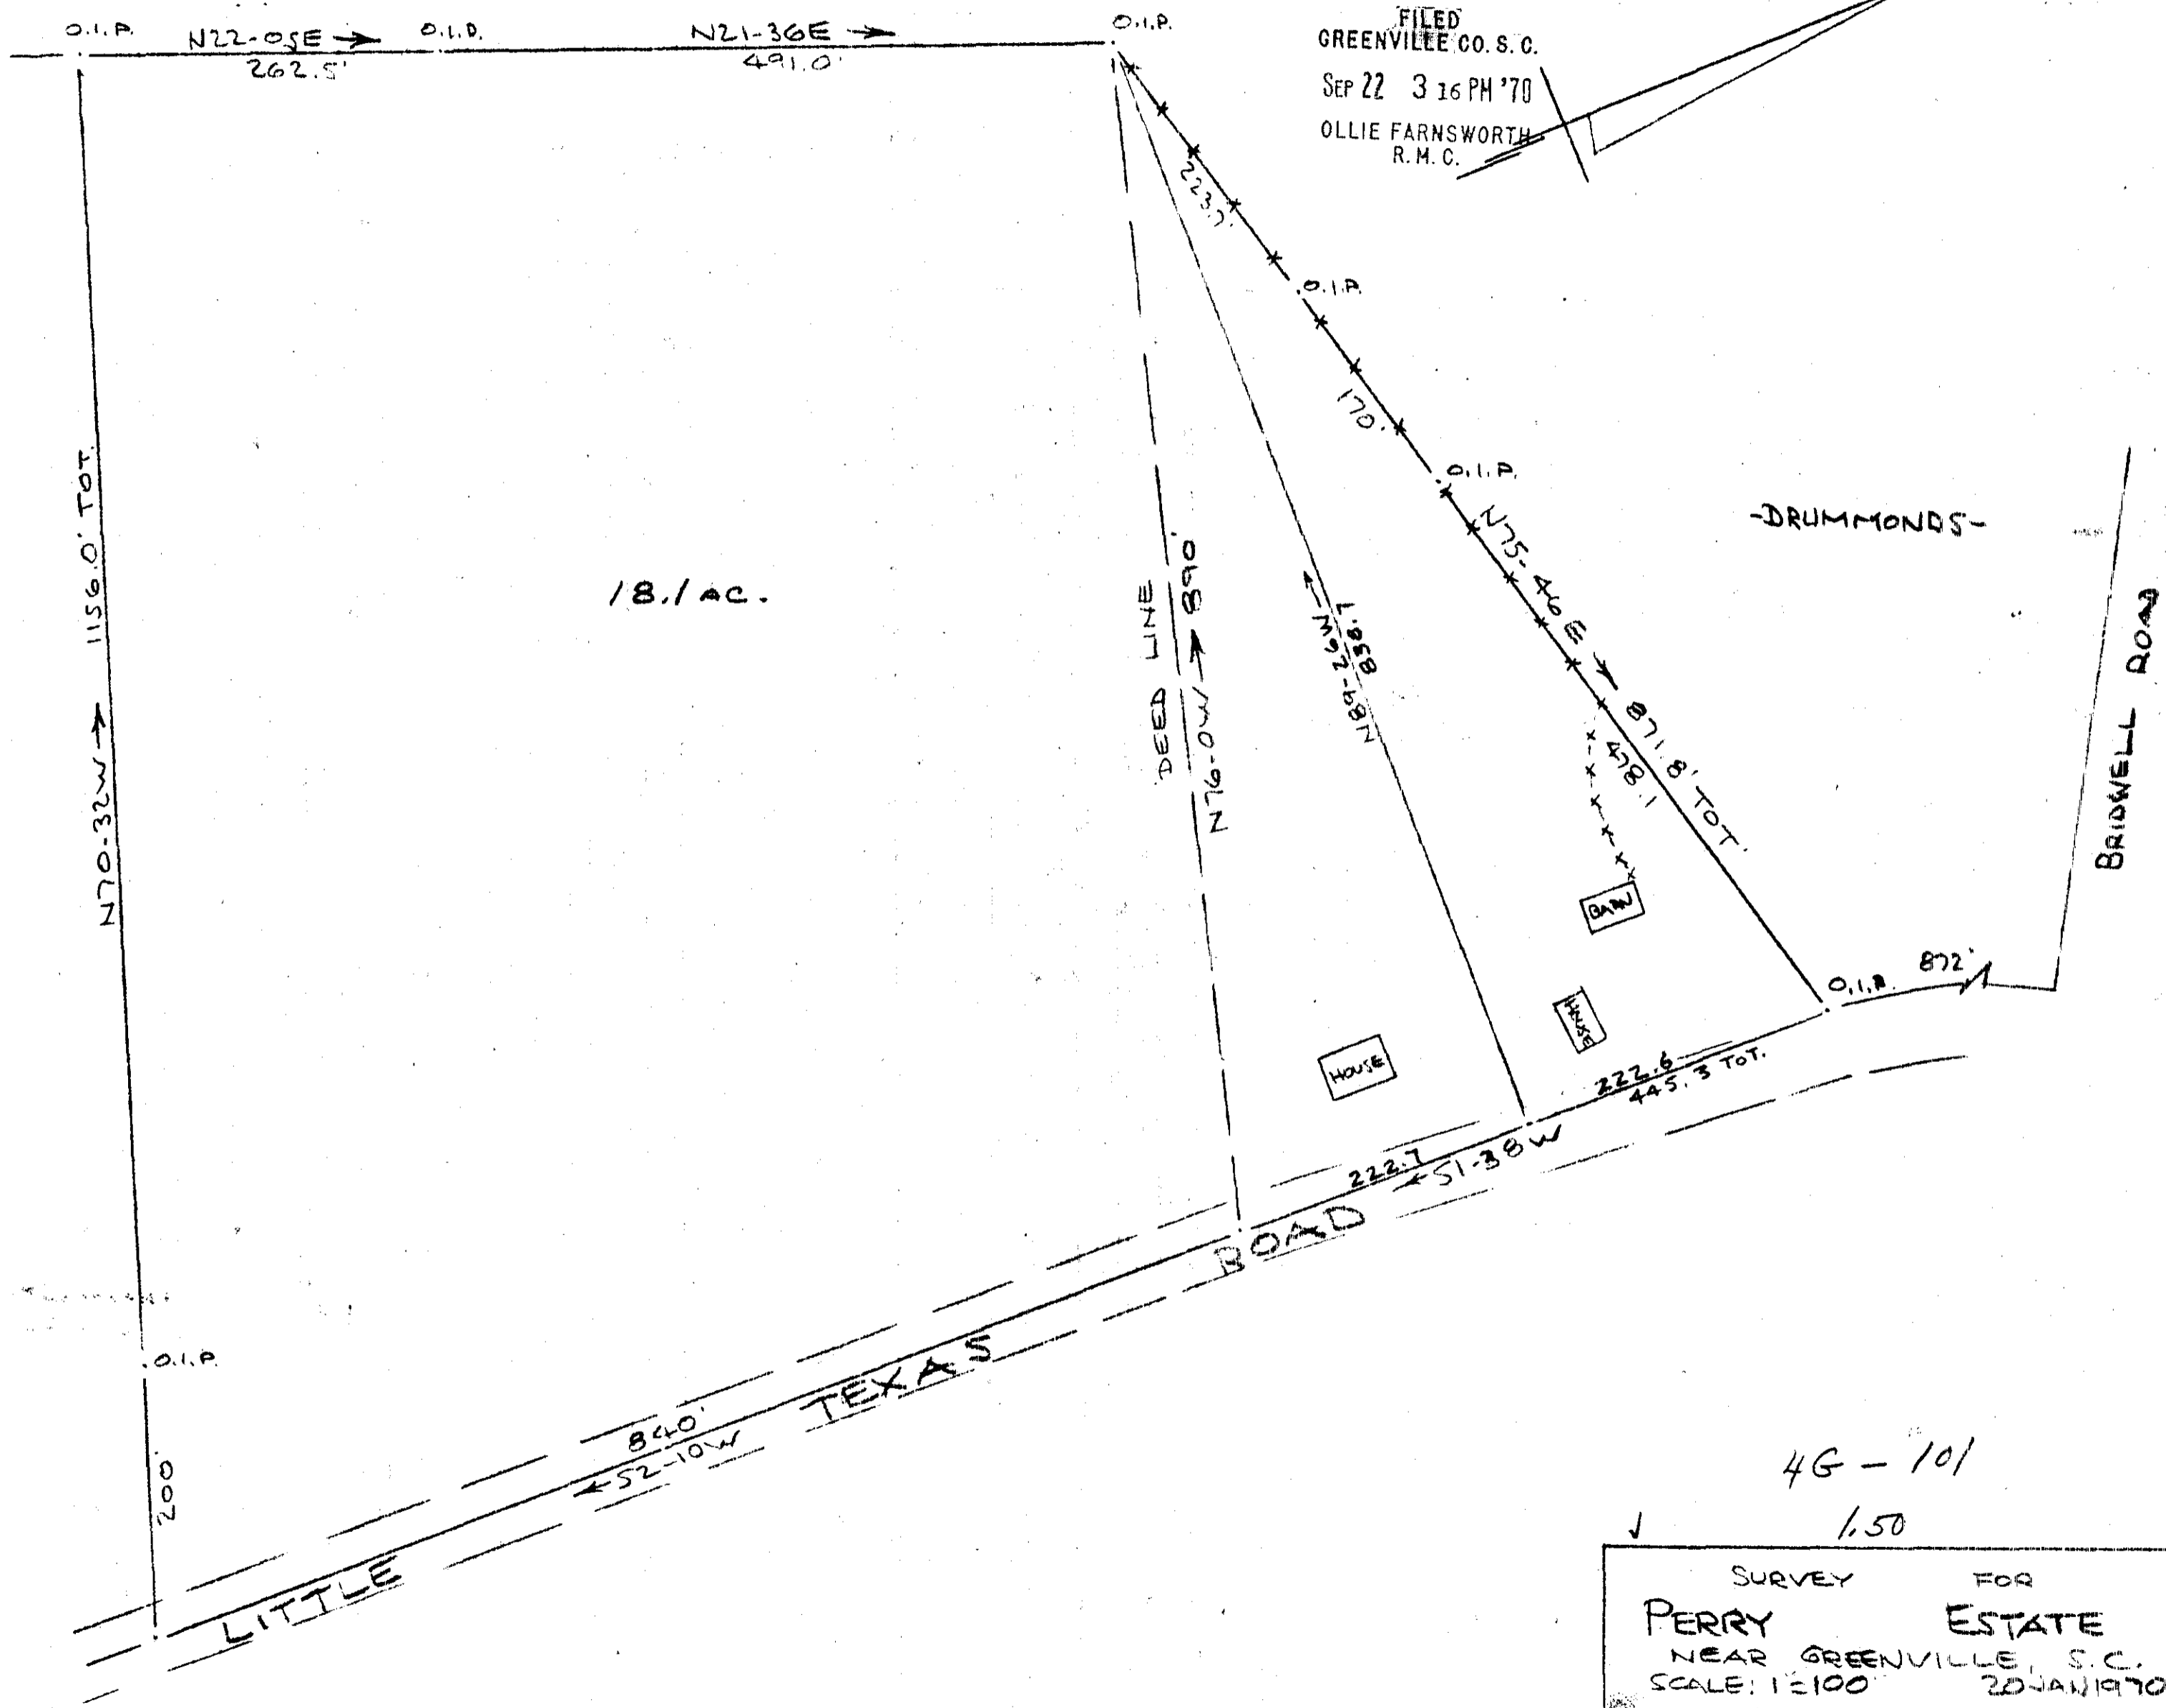 O.I.P.
N22-05E →
O.I.P.
N21-36E →
O.I.P.
262.5'
491.0'
FILED
GREENVILLE CO. S. C.
SEP 22 3 16 PM '70
OLLIE FARNSWORTH
R. M. C.
223.7'
O.I.P.
170.'
O.I.P.
N75-46E → 871.8' TOT.
478.1
-DRUMMONDS-
BRIDWELL ROAD
N70-32W → 1156.0' TOT.
18.1 AC.
DEED LINE
N76-0W → 890'
N89-26W →
838.7
BARN
HOUSE
HOUSE
O.I.P.
872'
222.6
445.3 TOT.
222.7
← S1-38W
O.I.P.
200'
840'
← S2-10W
LITTLE TEXAS ROAD
4G - 101
1.50
SURVEY FOR
PERRY ESTATE
NEAR GREENVILLE, S.C.
SCALE: 1=100 20 JAN 1970